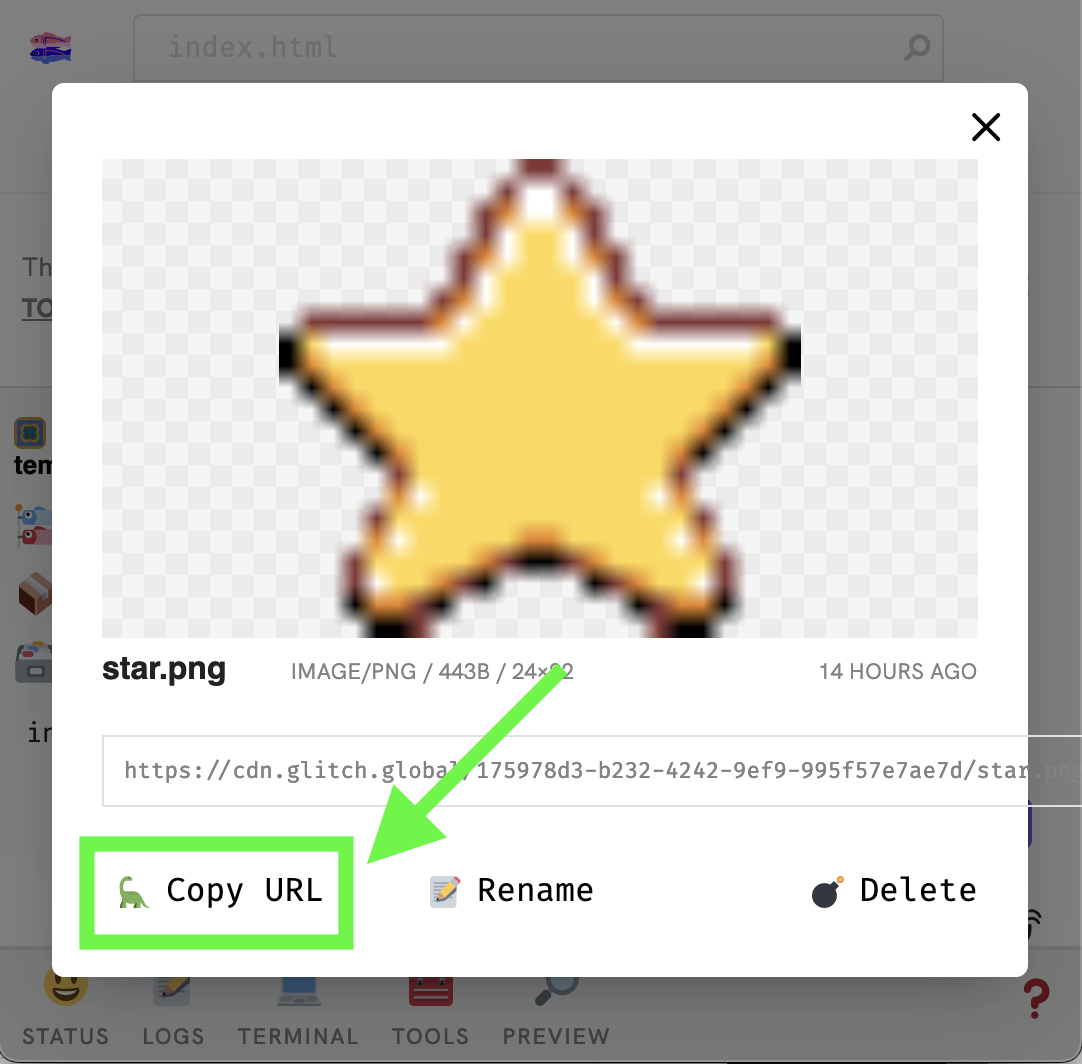 index.html
Th
TO
tem
star.png IMAGE/PNG / 443B / 24×22 14 HOURS AGO
in
https://cdn.glitch.global/175978d3-b232-4242-9ef9-995f57e7ae7d/star.png
Copy URL Rename Delete
STATUS LOGS TERMINAL TOOLS PREVIEW ?